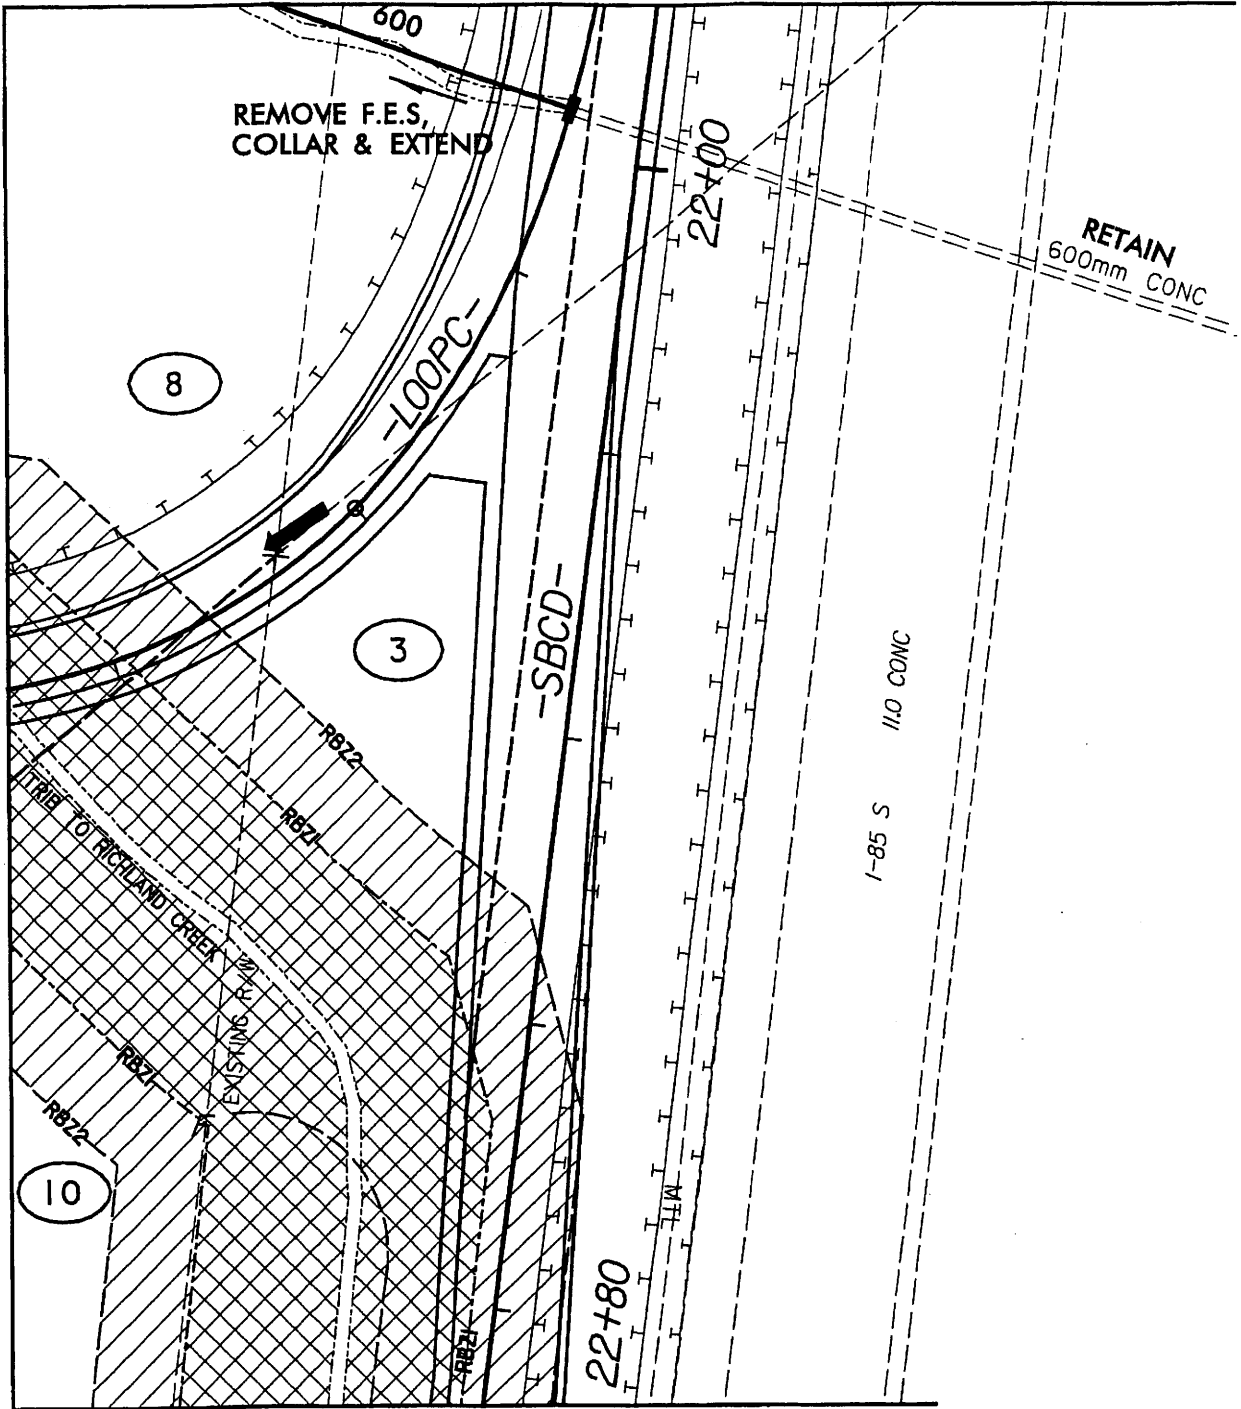 600
REMOVE F.E.S,
COLLAR & EXTEND
22+00
RETAIN
600mm CONC
-LOOPC-
8
-SBCD-
3
11.0 CONC
I-85 S
RBZ2
RBZ1
TRIB TO RICHLAND CREEK
EXISTING R/W
RBZ1
RBZ2
10
MTL
22+80
RBZ1